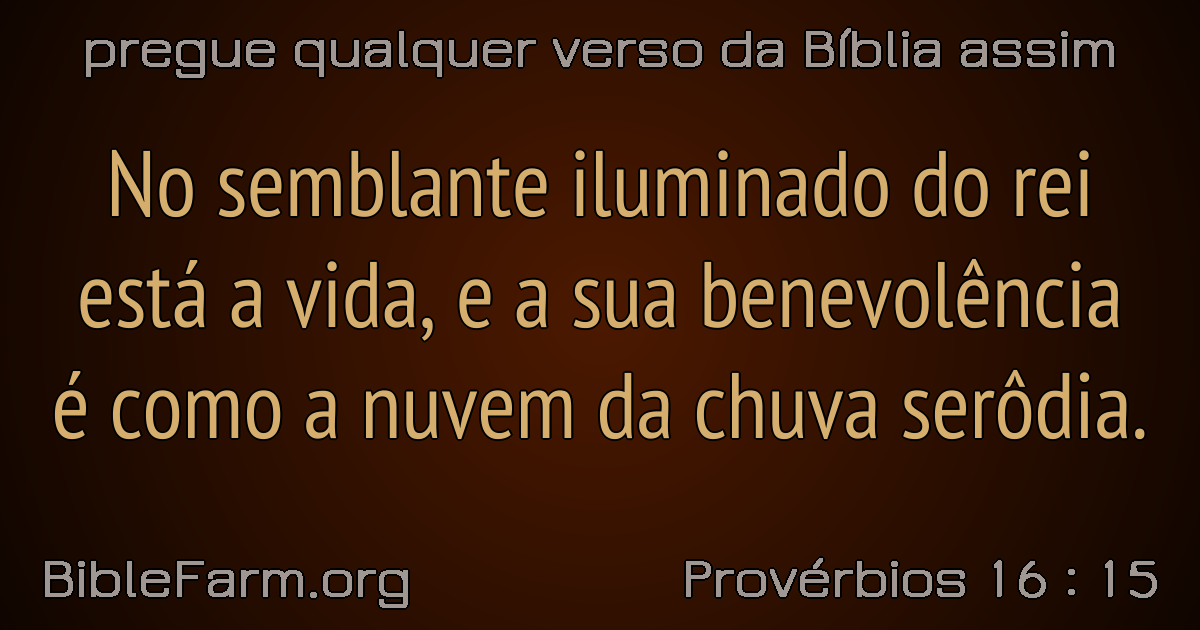 pregue qualquer verso da Bíblia assim
No semblante iluminado do rei
está a vida, e a sua benevolência
é como a nuvem da chuva serôdia.
BibleFarm.org
Provérbios 16 : 15